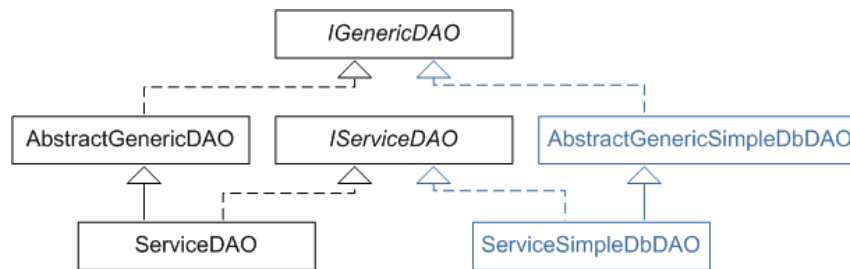 IGenericDAO
AbstractGenericDAO
IServiceDAO
AbstractGenericSimpleDbDAO
ServiceDAO
ServiceSimpleDbDAO